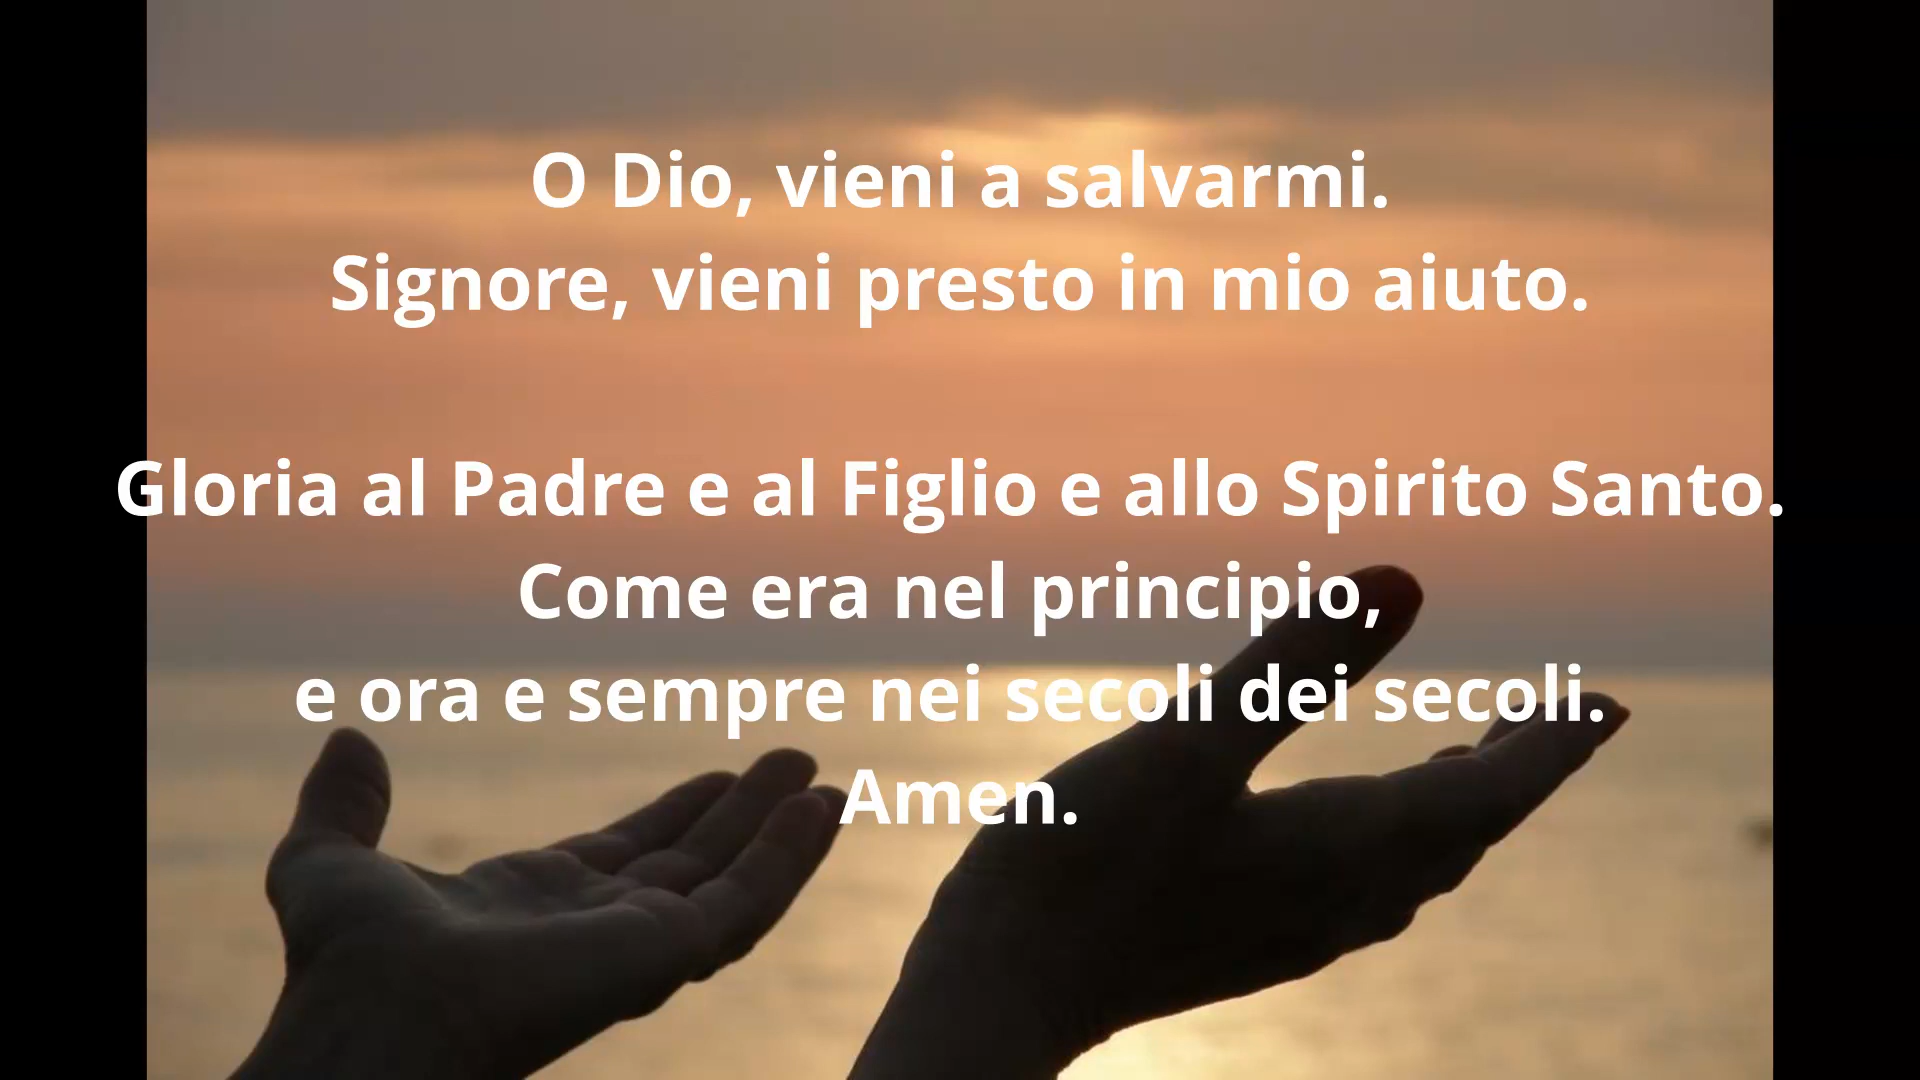 O Dio, vieni a salvarmi.
Signore, vieni presto in mio aiuto.
Gloria al Padre e al Figlio e allo Spirito Santo.
Come era nel principio,
e ora e sempre nei secoli dei secoli.
Amen.